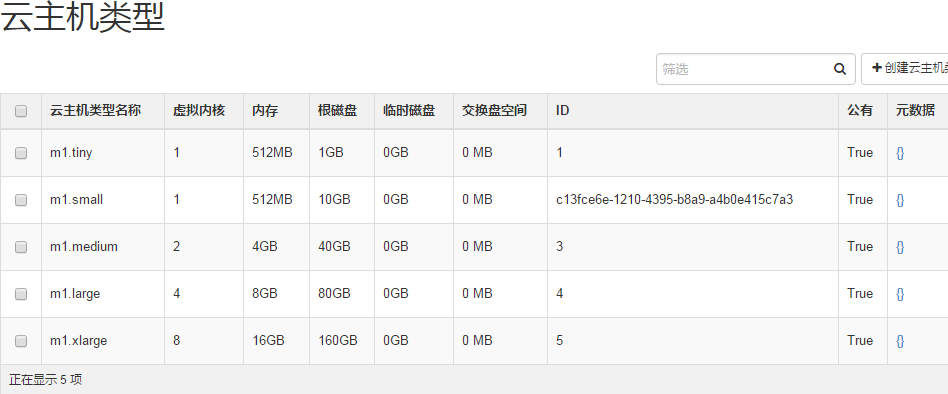 云主机类型
筛选
创建云主机
云主机类型名称 虚拟内核 内存 根磁盘 临时磁盘 交换盘空间 ID 公有 元数据
m1.tiny 1 512MB 1GB 0GB 0 MB 1 True {}
m1.small 1 512MB 10GB 0GB 0 MB c13fce6e-1210-4395-b8a9-a4b0e415c7a3 True {}
m1.medium 2 4GB 40GB 0GB 0 MB 3 True {}
m1.large 4 8GB 80GB 0GB 0 MB 4 True {}
m1.xlarge 8 16GB 160GB 0GB 0 MB 5 True {}
正在显示 5 项